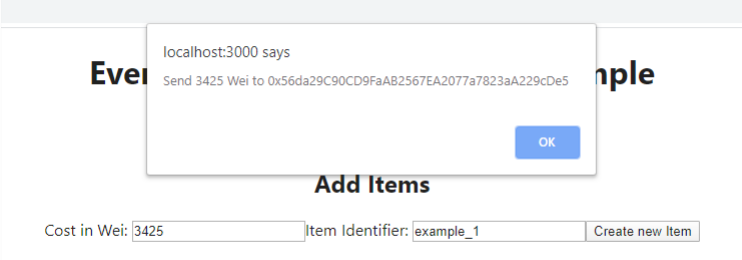 localhost:3000 says
Send 3425 Wei to 0x56da29C90CD9FaAB2567EA2077a7823aA229cDe5
OK
Add Items
Cost in Wei: 3425 Item Identifier: example_1 Create new Item